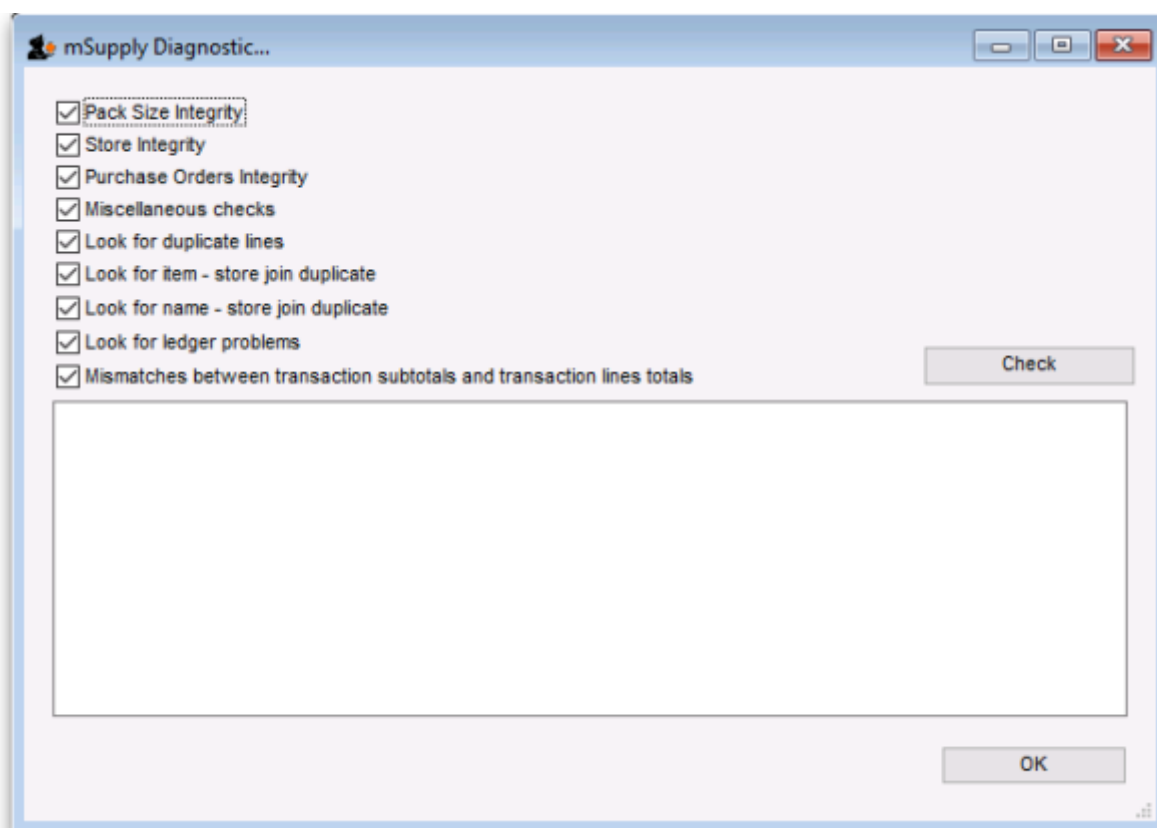 mSupply Diagnostic...
Pack Size Integrity
Store Integrity
Purchase Orders Integrity
Miscellaneous checks
Look for duplicate lines
Look for item - store join duplicate
Look for name - store join duplicate
Look for ledger problems
Mismatches between transaction subtotals and transaction lines totals
Check
OK